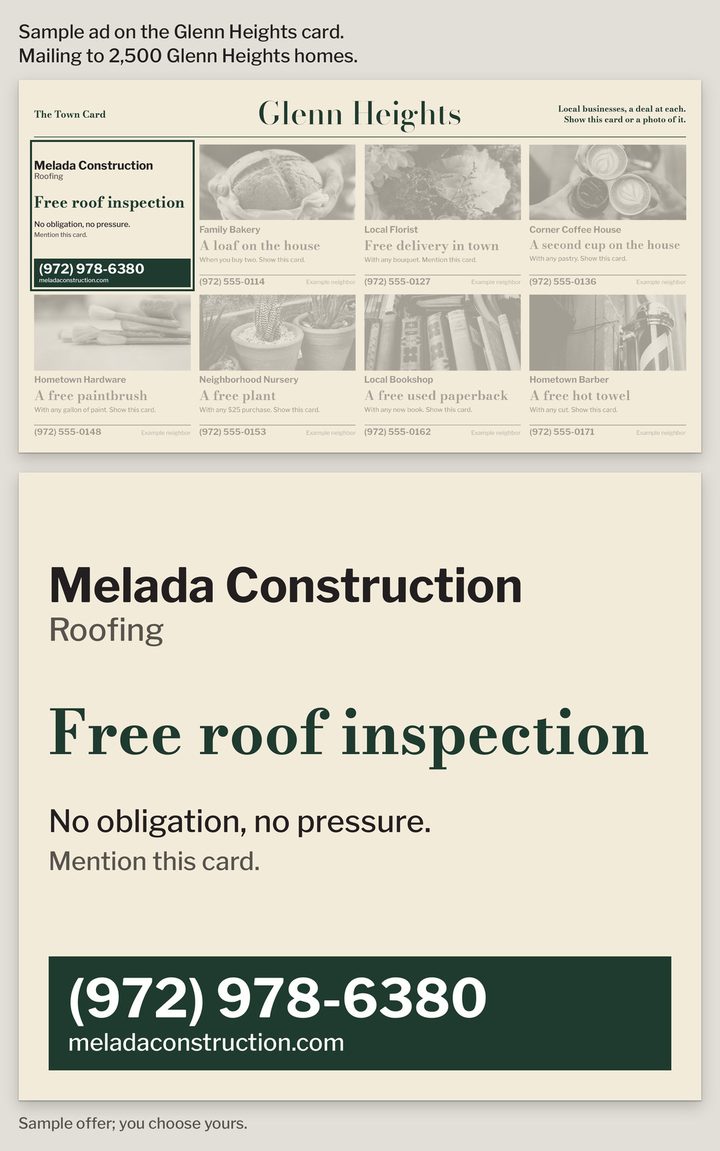 Sample ad on the Glenn Heights card.
Mailing to 2,500 Glenn Heights homes.
The Town Card
Glenn Heights
Local businesses, a deal at each.
Show this card or a photo of it.
Melada Construction
Roofing
Free roof inspection
No obligation, no pressure.
Mention this card.
(972) 978-6380
meladaconstruction.com
Family Bakery
A loaf on the house
When you buy two. Show this card.
(972) 555-0114
Example neighbor
Local Florist
Free delivery in town
With any bouquet. Mention this card.
(972) 555-0127
Example neighbor
Corner Coffee House
A second cup on the house
With any pastry. Show this card.
(972) 555-0136
Example neighbor
Hometown Hardware
A free paintbrush
With any gallon of paint. Show this card.
(972) 555-0148
Example neighbor
Neighborhood Nursery
A free plant
With any $25 purchase. Show this card.
(972) 555-0153
Example neighbor
Local Bookshop
A free used paperback
With any new book. Show this card.
(972) 555-0162
Example neighbor
Hometown Barber
A free hot towel
With any cut. Show this card.
(972) 555-0171
Example neighbor
Melada Construction
Roofing
Free roof inspection
No obligation, no pressure.
Mention this card.
(972) 978-6380
meladaconstruction.com
Sample offer; you choose yours.